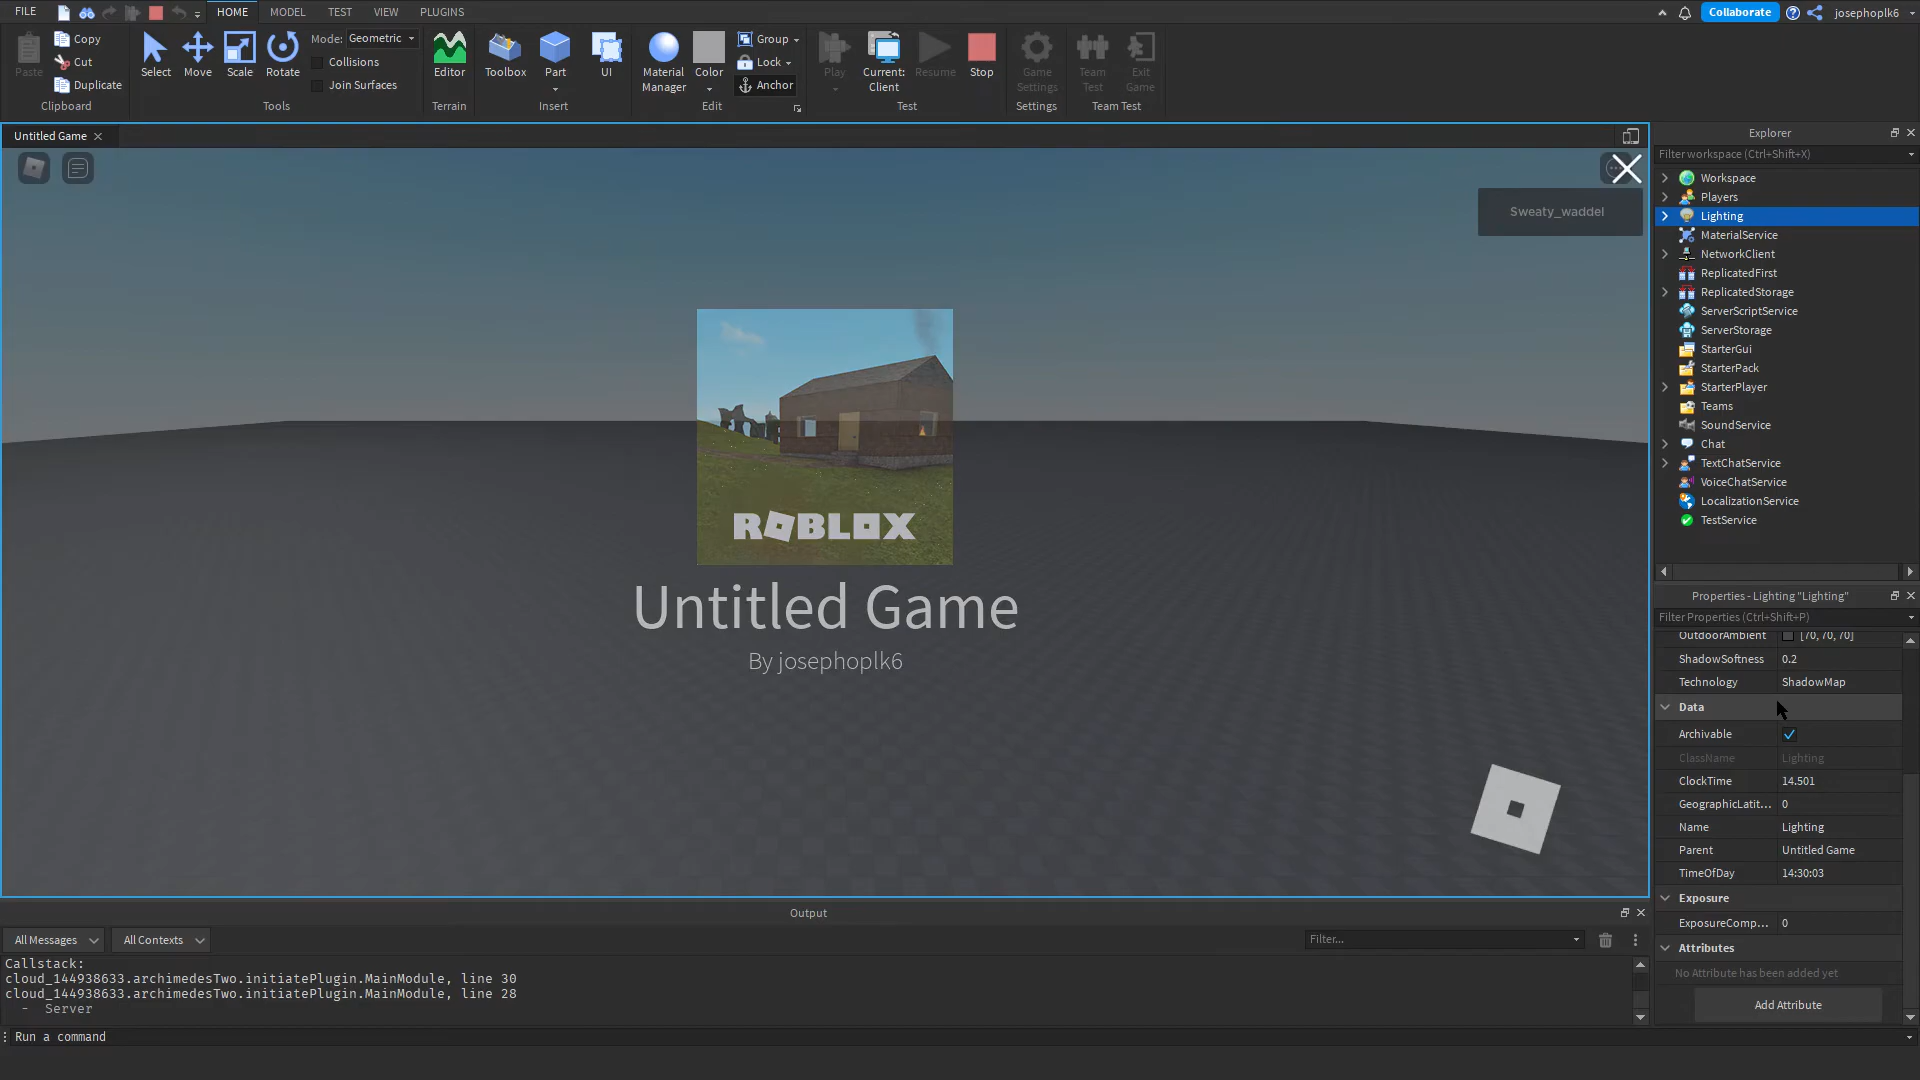 FILE
HOME
MODEL
TEST
VIEW
PLUGINS
Collaborate
josephoplk6
Paste
Copy
Cut
Duplicate
Clipboard
Select
Move
Scale
Rotate
Mode: Geometric
Collisions
Join Surfaces
Tools
Editor
Terrain
Toolbox
Part
UI
Insert
Material Manager
Color
Group
Lock
Anchor
Edit
Play
Current: Client
Resume
Stop
Test
Game Settings
Settings
Team Test
Exit Game
Team Test
Untitled Game
Sweaty_waddel
ROBLOX
Untitled Game
By josephoplk6
Explorer
Filter workspace (Ctrl+Shift+X)
Workspace
Players
Lighting
MaterialService
NetworkClient
ReplicatedFirst
ReplicatedStorage
ServerScriptService
ServerStorage
StarterGui
StarterPack
StarterPlayer
Teams
SoundService
Chat
TextChatService
VoiceChatService
LocalizationService
TestService
Properties - Lighting "Lighting"
Filter Properties (Ctrl+Shift+P)
OutdoorAmbient [70, 70, 70]
ShadowSoftness 0.2
Technology ShadowMap
Data
Archivable
ClassName Lighting
ClockTime 14.501
GeographicLatit... 0
Name Lighting
Parent Untitled Game
TimeOfDay 14:30:03
Exposure
ExposureComp... 0
Attributes
No Attribute has been added yet
Add Attribute
Output
All Messages
All Contexts
Filter...
Callstack:
cloud_144938633.archimedesTwo.initiatePlugin.MainModule, line 30
cloud_144938633.archimedesTwo.initiatePlugin.MainModule, line 28
- Server
Run a command